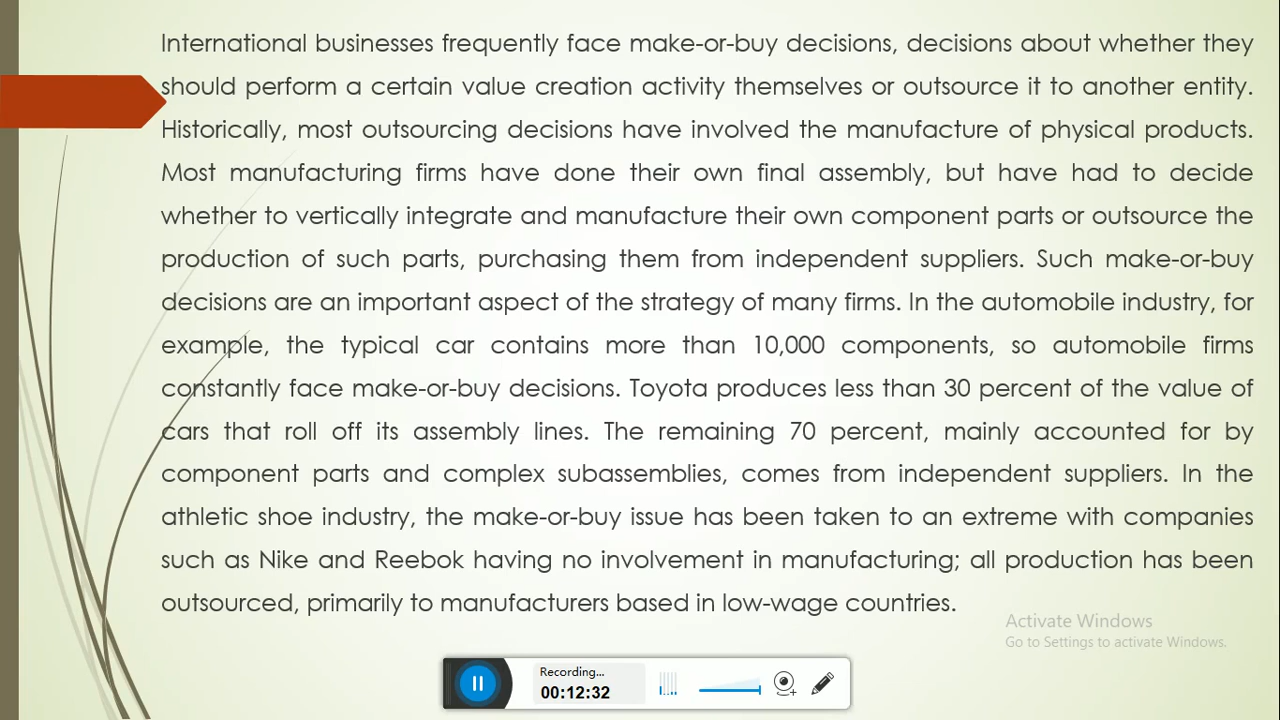 International businesses frequently face make-or-buy decisions, decisions about whether they
should perform a certain value creation activity themselves or outsource it to another entity.
Historically, most outsourcing decisions have involved the manufacture of physical products.
Most manufacturing firms have done their own final assembly, but have had to decide
whether to vertically integrate and manufacture their own component parts or outsource the
production of such parts, purchasing them from independent suppliers. Such make-or-buy
decisions are an important aspect of the strategy of many firms. In the automobile industry, for
example, the typical car contains more than 10,000 components, so automobile firms
constantly face make-or-buy decisions. Toyota produces less than 30 percent of the value of
cars that roll off its assembly lines. The remaining 70 percent, mainly accounted for by
component parts and complex subassemblies, comes from independent suppliers. In the
athletic shoe industry, the make-or-buy issue has been taken to an extreme with companies
such as Nike and Reebok having no involvement in manufacturing; all production has been
outsourced, primarily to manufacturers based in low-wage countries.
Activate Windows
Go to Settings to activate Windows.
Recording...
00:12:32